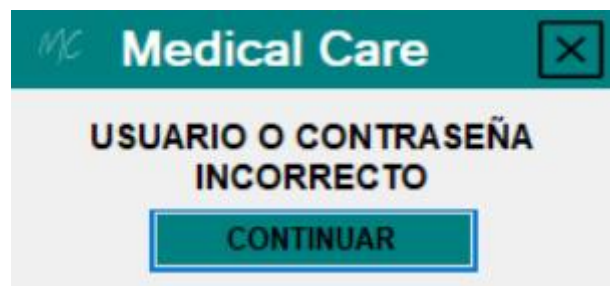 MC Medical Care
USUARIO O CONTRASEÑA
INCORRECTO
CONTINUAR